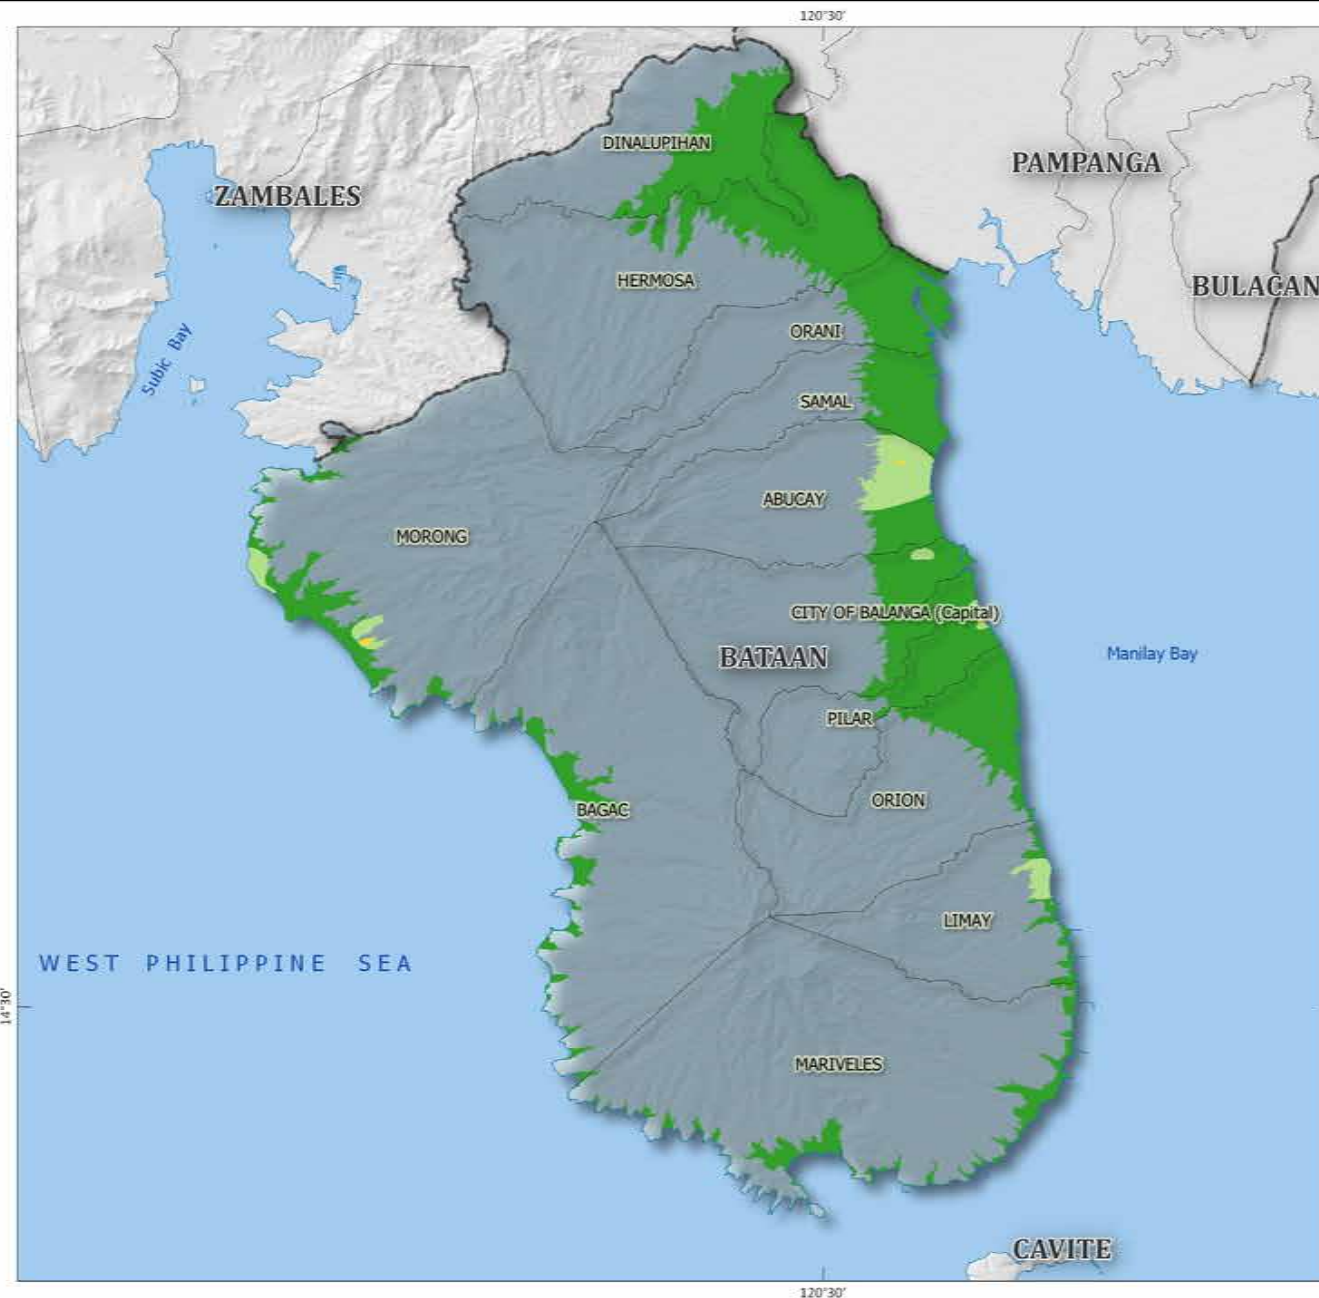 120°30'
DINALUPIHAN
PAMPANGA
ZAMBALES
HERMOSA
BULACAN
ORANI
Subic Bay
SAMAL
ABUCAY
MORONG
CITY OF BALANGA (Capital)
BATAAN
Manilay Bay
PILAR
ORION
BAGAC
LIMAY
WEST PHILIPPINE SEA
14°30'
MARIVELES
CAVITE
120°30'